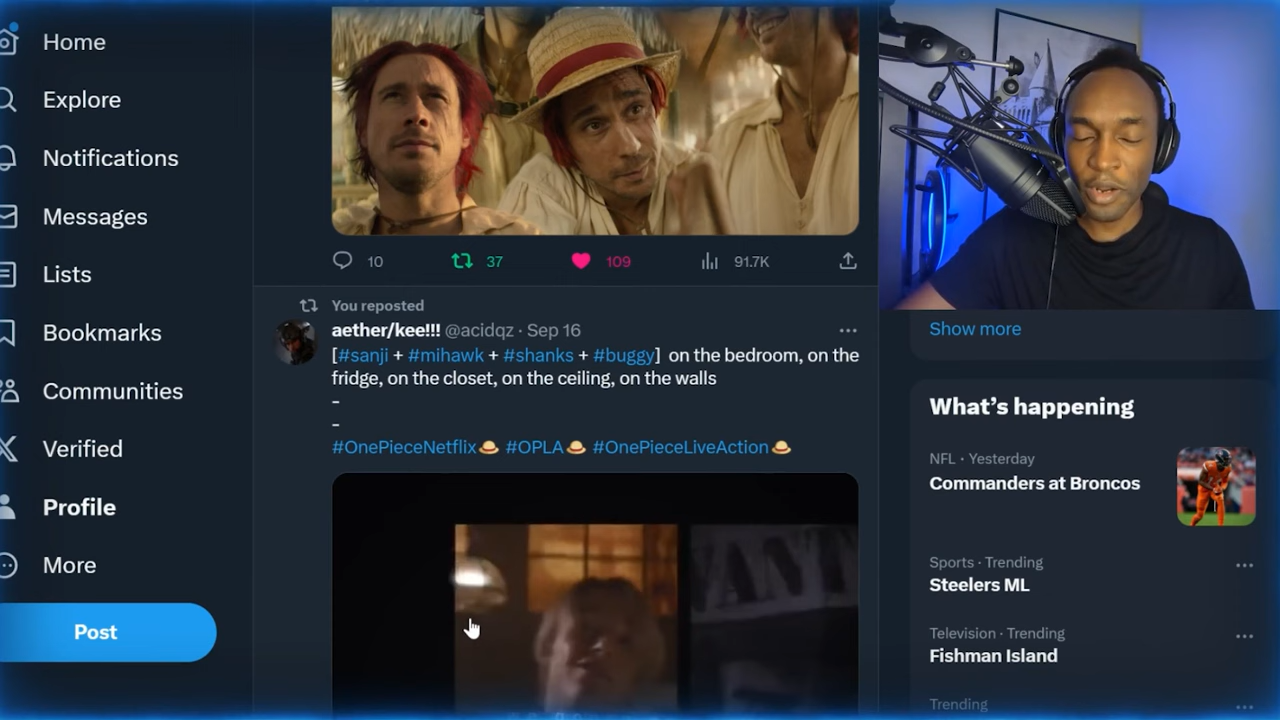 Home
Explore
Notifications
Messages
Lists
Bookmarks
Communities
Verified
Profile
More
Post
10 37 109 91.7K
You reposted
aether/kee!!! @acidqz · Sep 16
[#sanji + #mihawk + #shanks + #buggy] on the bedroom, on the
fridge, on the closet, on the ceiling, on the walls
-
-
#OnePieceNetflix #OPLA #OnePieceLiveAction
Show more
What's happening
NFL · Yesterday
Commanders at Broncos
Sports · Trending
Steelers ML
Television · Trending
Fishman Island
Trending